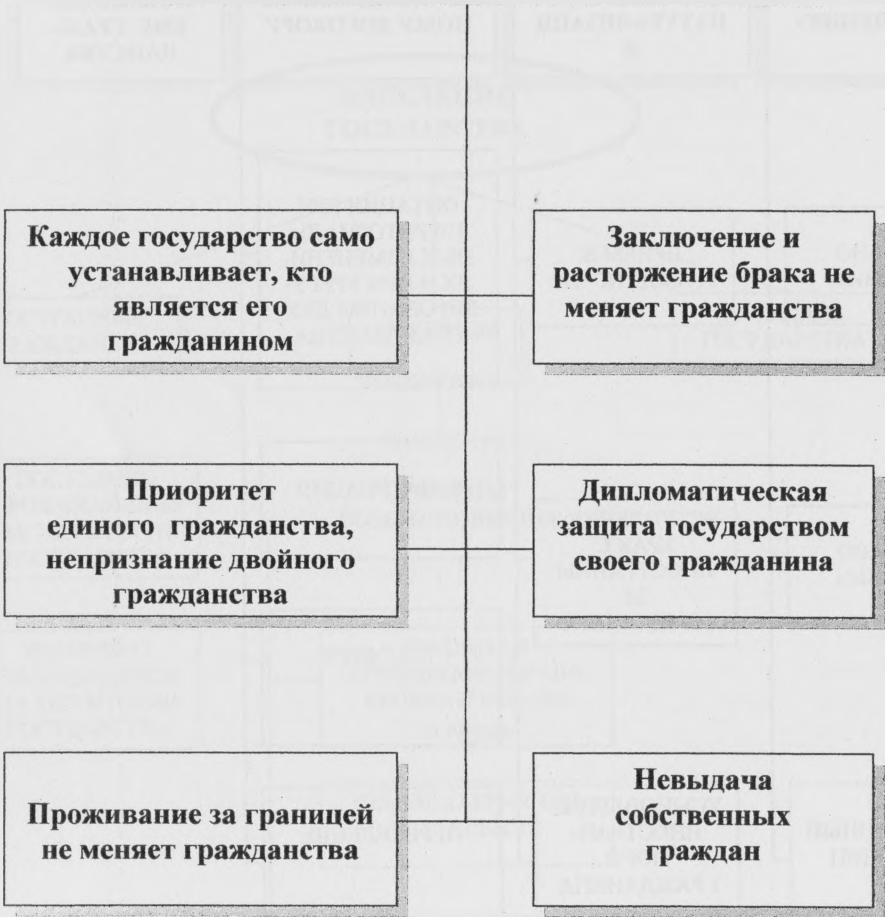 Каждое государство само
устанавливает, кто
является его
гражданином
Заключение и
расторжение брака не
меняет гражданства
Приоритет
единого гражданства,
непризнание двойного
гражданства
Дипломатическая
защита государством
своего гражданина
Проживание за границей
не меняет гражданства
Невыдача
собственных
граждан